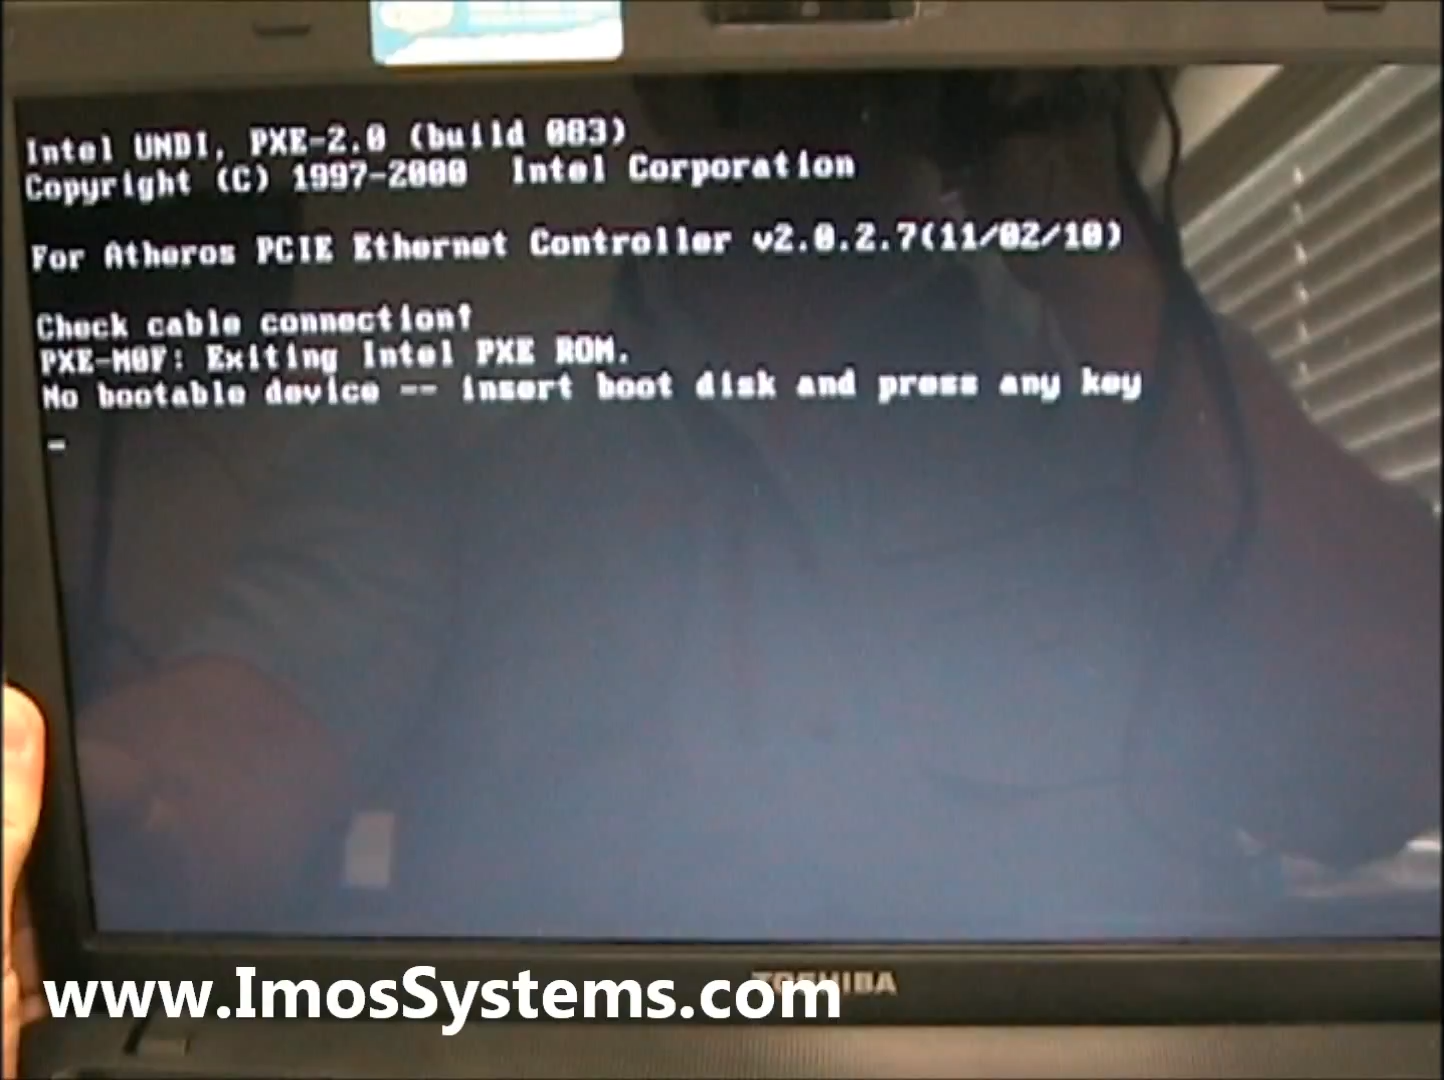 Intel UNDI, PXE-2.0 (build 083)
Copyright (C) 1997-2000  Intel Corporation
For Atheros PCIE Ethernet Controller v2.0.2.7(11/02/10)
Check cable connection!
PXE-M0F: Exiting Intel PXE ROM.
No bootable device -- insert boot disk and press any key
TOSHIBA
www.ImosSystems.com